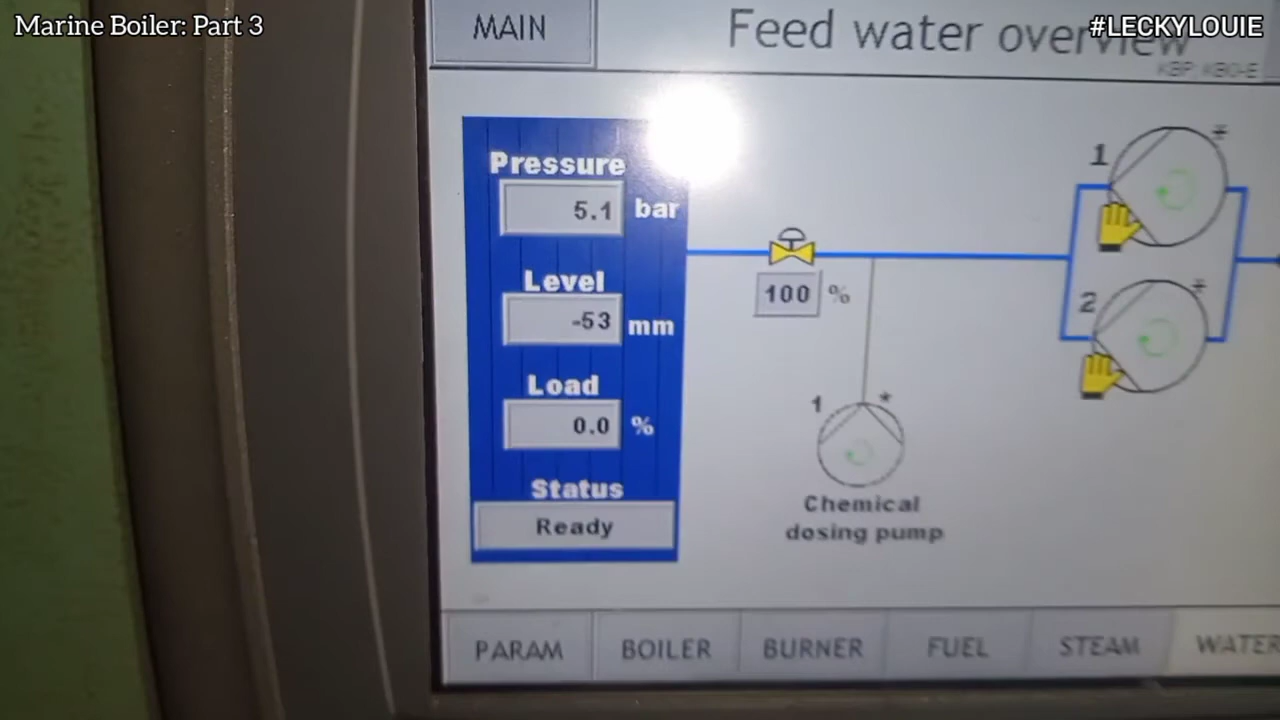 Marine Boiler: Part 3
#LECKYLOUIE
MAIN
Feed water overview
Pressure
5.1 bar
Level
-53 mm
Load
0.0 %
Status
Ready
100 %
1
2
1 *
Chemical
dosing pump
PARAM
BOILER
BURNER
FUEL
STEAM
WATER